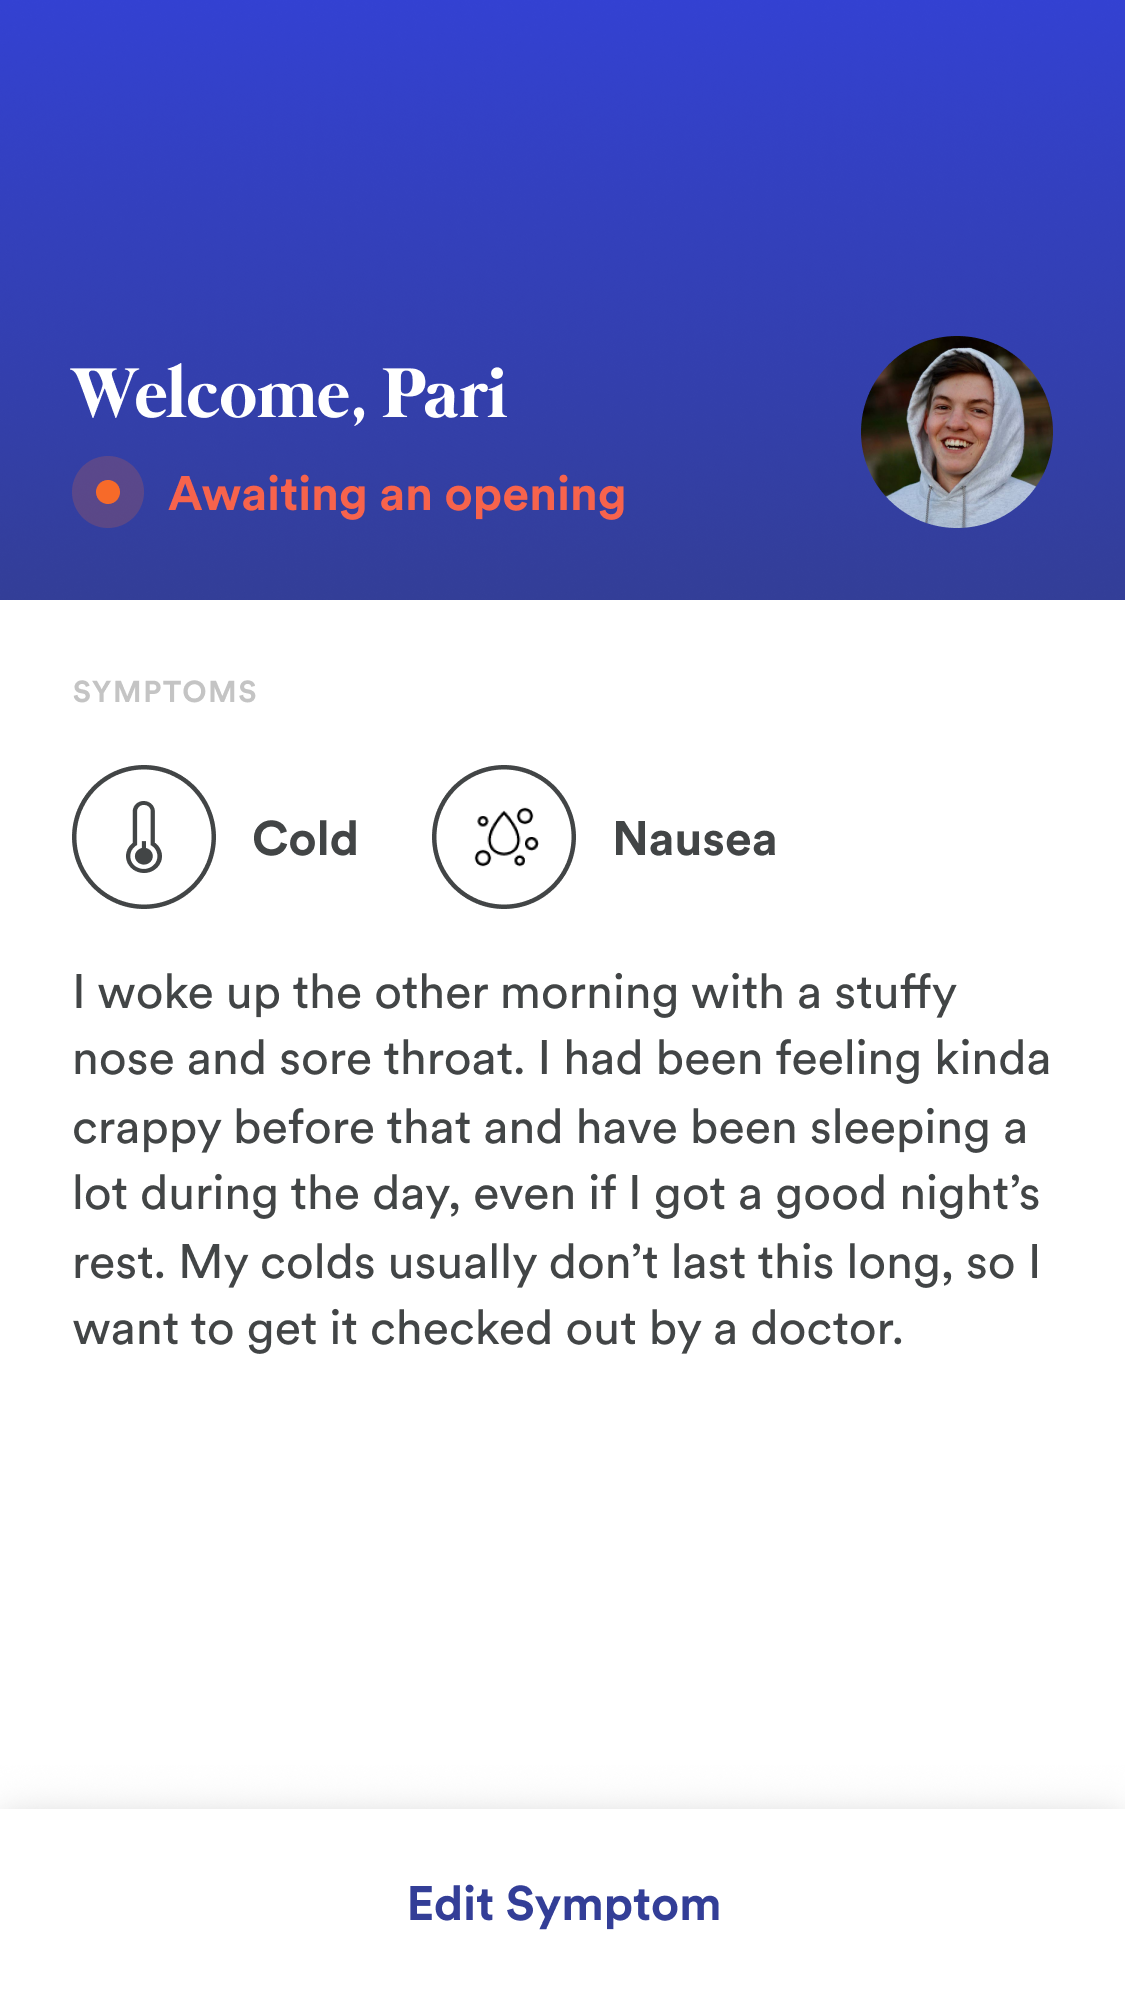 Welcome, Pari
Awaiting an opening
SYMPTOMS
Cold
Nausea
I woke up the other morning with a stuffy
nose and sore throat. I had been feeling kinda
crappy before that and have been sleeping a
lot during the day, even if I got a good night’s
rest. My colds usually don’t last this long, so I
want to get it checked out by a doctor.
Edit Symptom